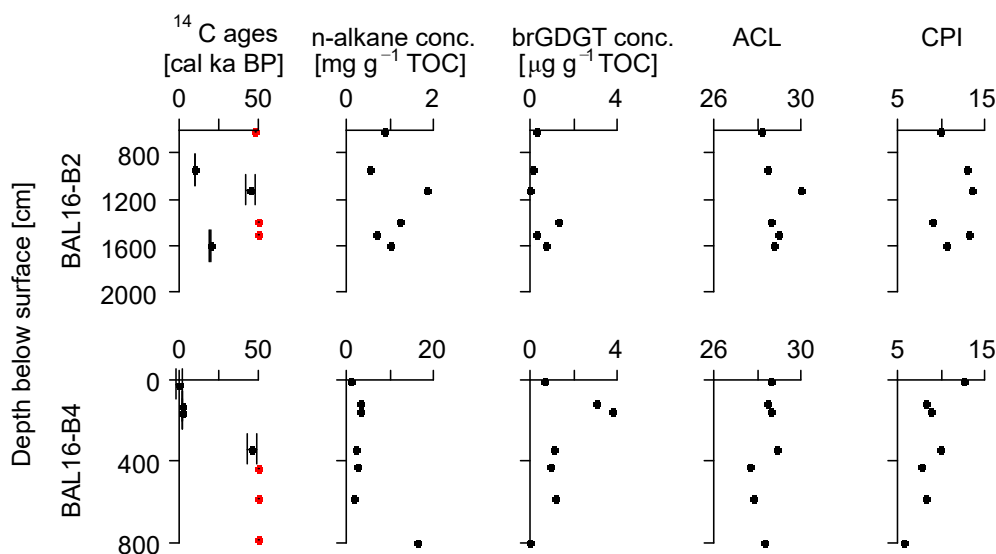 14 C ages n-alkane conc. brGDGT conc. ACL CPI
[cal ka BP] [mg g−1 TOC] [μg g−1 TOC]
0 50 0 2 0 4 26 30 5 15
800
1200
1600
2000
BAL16-B2
Depth below surface [cm]
0 50 0 20 0 4 26 30 5 15
0
400
800
BAL16-B4